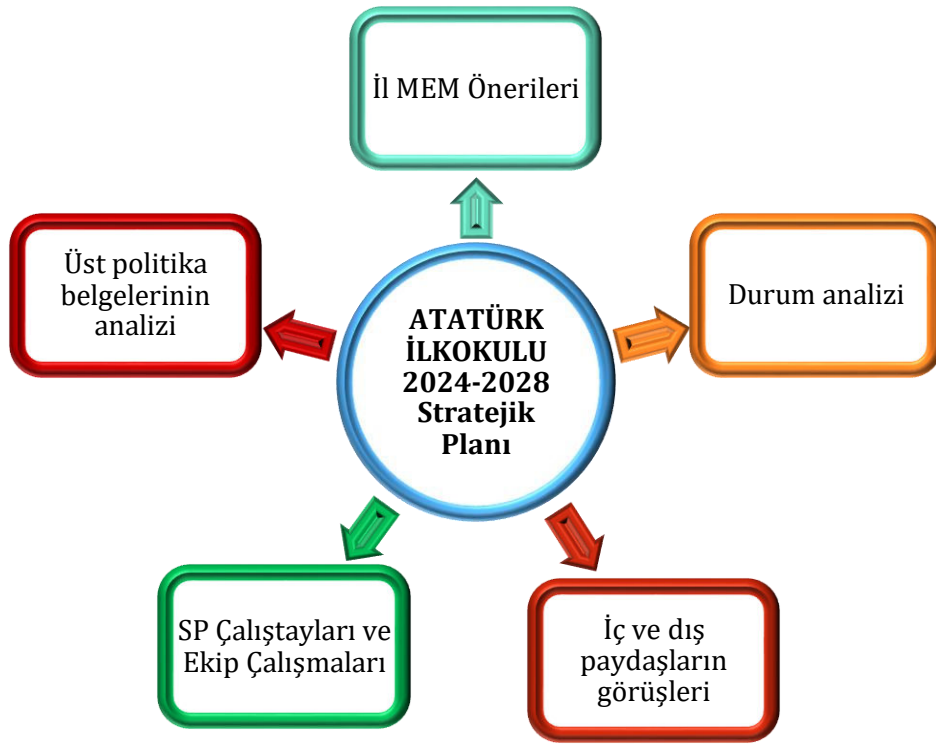 İl MEM Önerileri
Üst politika
belgelerinin
analizi
Durum analizi
ATATÜRK
İLKOKULU
2024-2028
Stratejik
Planı
SP Çalıştayları ve
Ekip Çalışmaları
İç ve dış
paydaşların
görüşleri